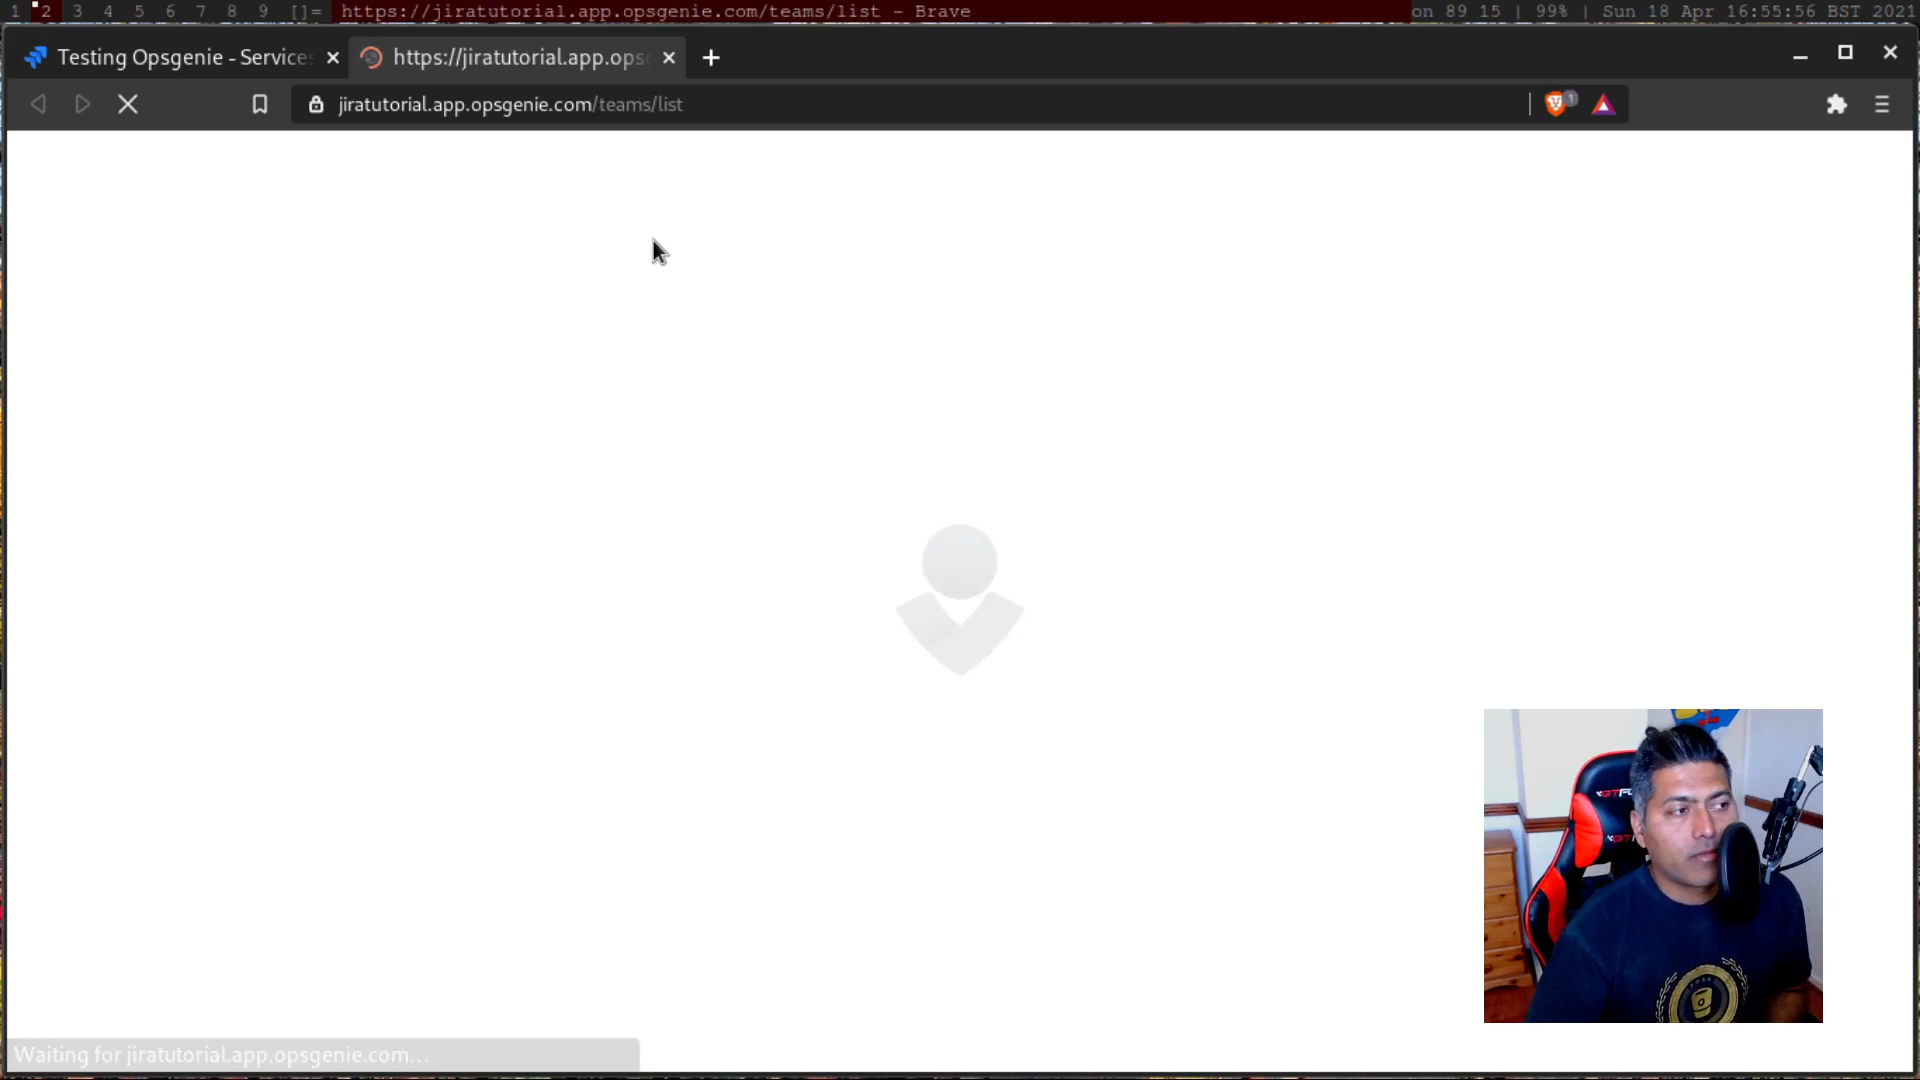 1 2 3 4 5 6 7 8 9 []= https://jiratutorial.app.opsgenie.com/teams/list - Brave on 89 15 | 99% | Sun 18 Apr 16:55:56 BST 2021
Testing Opsgenie - Services https://jiratutorial.app.ops
jiratutorial.app.opsgenie.com/teams/list 1
Waiting for jiratutorial.app.opsgenie.com...